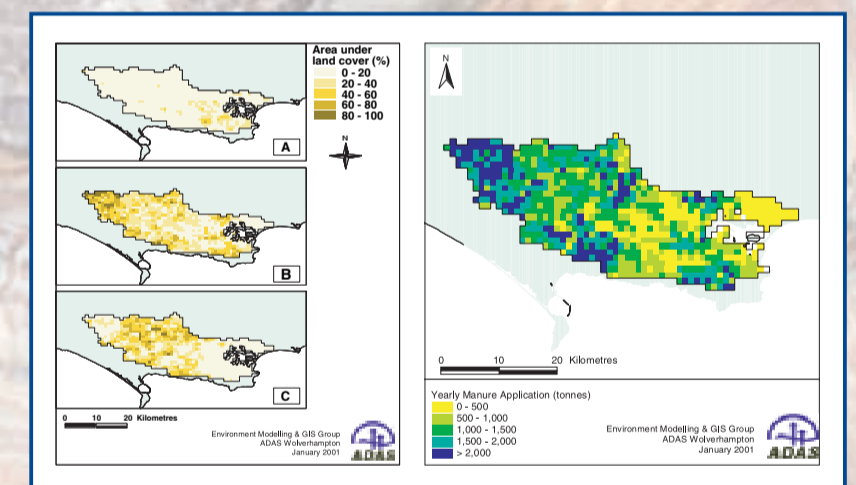 Area under
land cover (%)
0 - 20
20 - 40
40 - 60
60 - 80
80 - 100
N
A
B
C
0 10 20 Kilometres
Environment Modelling & GIS Group
ADAS Wolverhampton
January 2001
ADAS
N
0 10 20 Kilometres
Yearly Manure Application (tonnes)
0 - 500
500 - 1,000
1,000 - 1,500
1,500 - 2,000
> 2,000
Environment Modelling & GIS Group
ADAS Wolverhampton
January 2001
ADAS